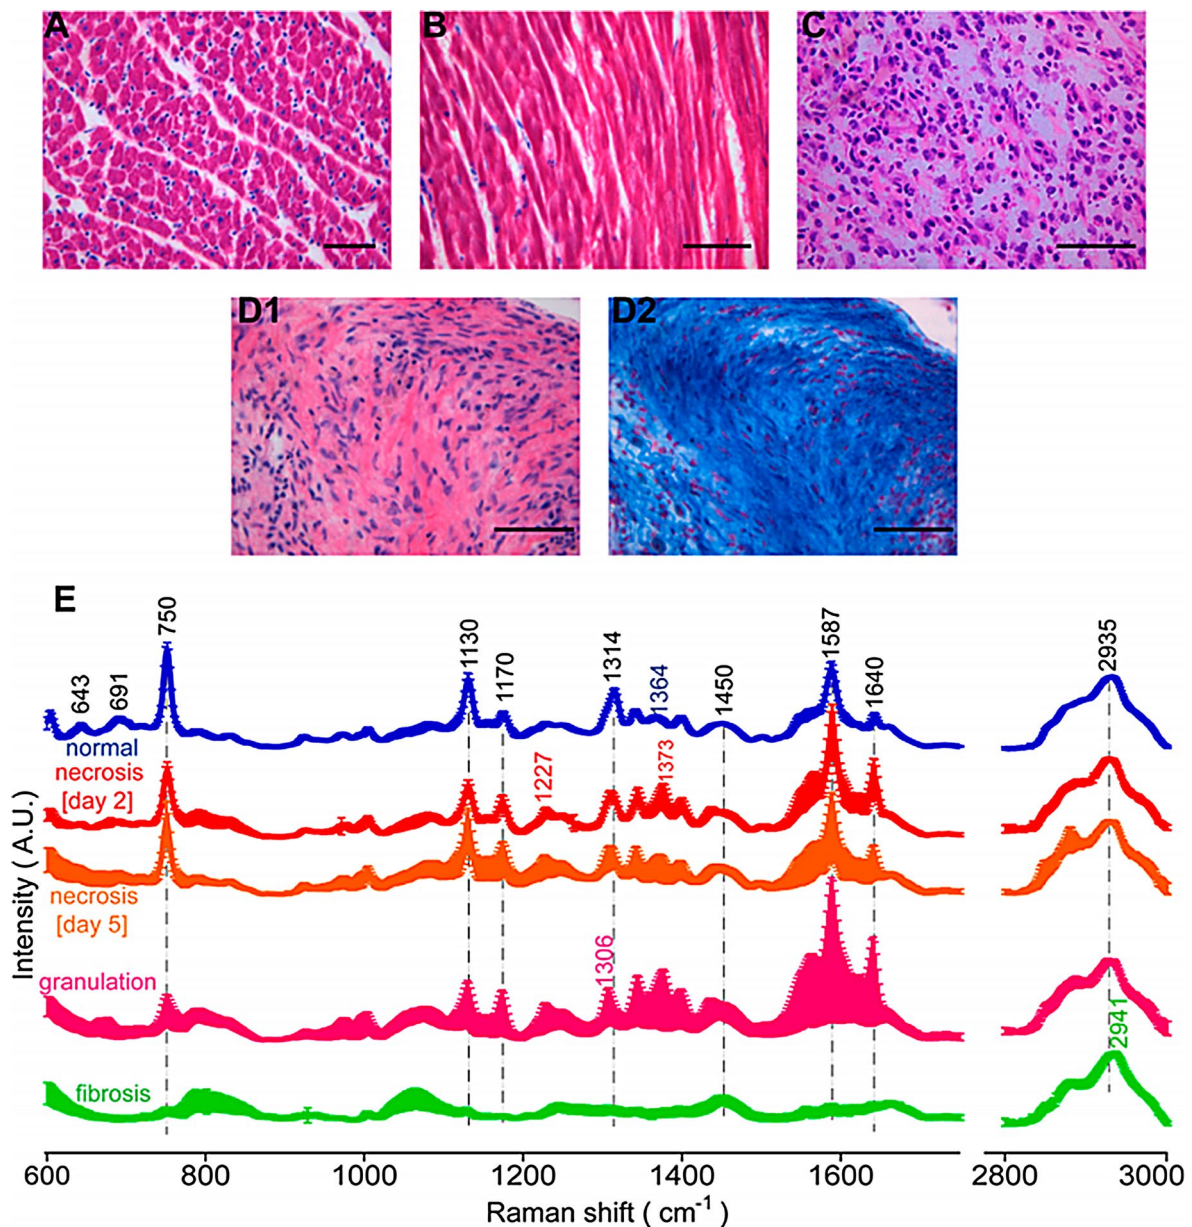 A
B
C
D1
D2
E
643
691
750
1130
1170
1314
1364
1450
1587
1640
2935
normal
necrosis
[day 2]
1227
1373
necrosis
[day 5]
granulation
1306
2941
fibrosis
Intensity ( A.U.)
600 800 1000 1200 1400 1600 2800 3000
Raman shift ( cm⁻¹ )